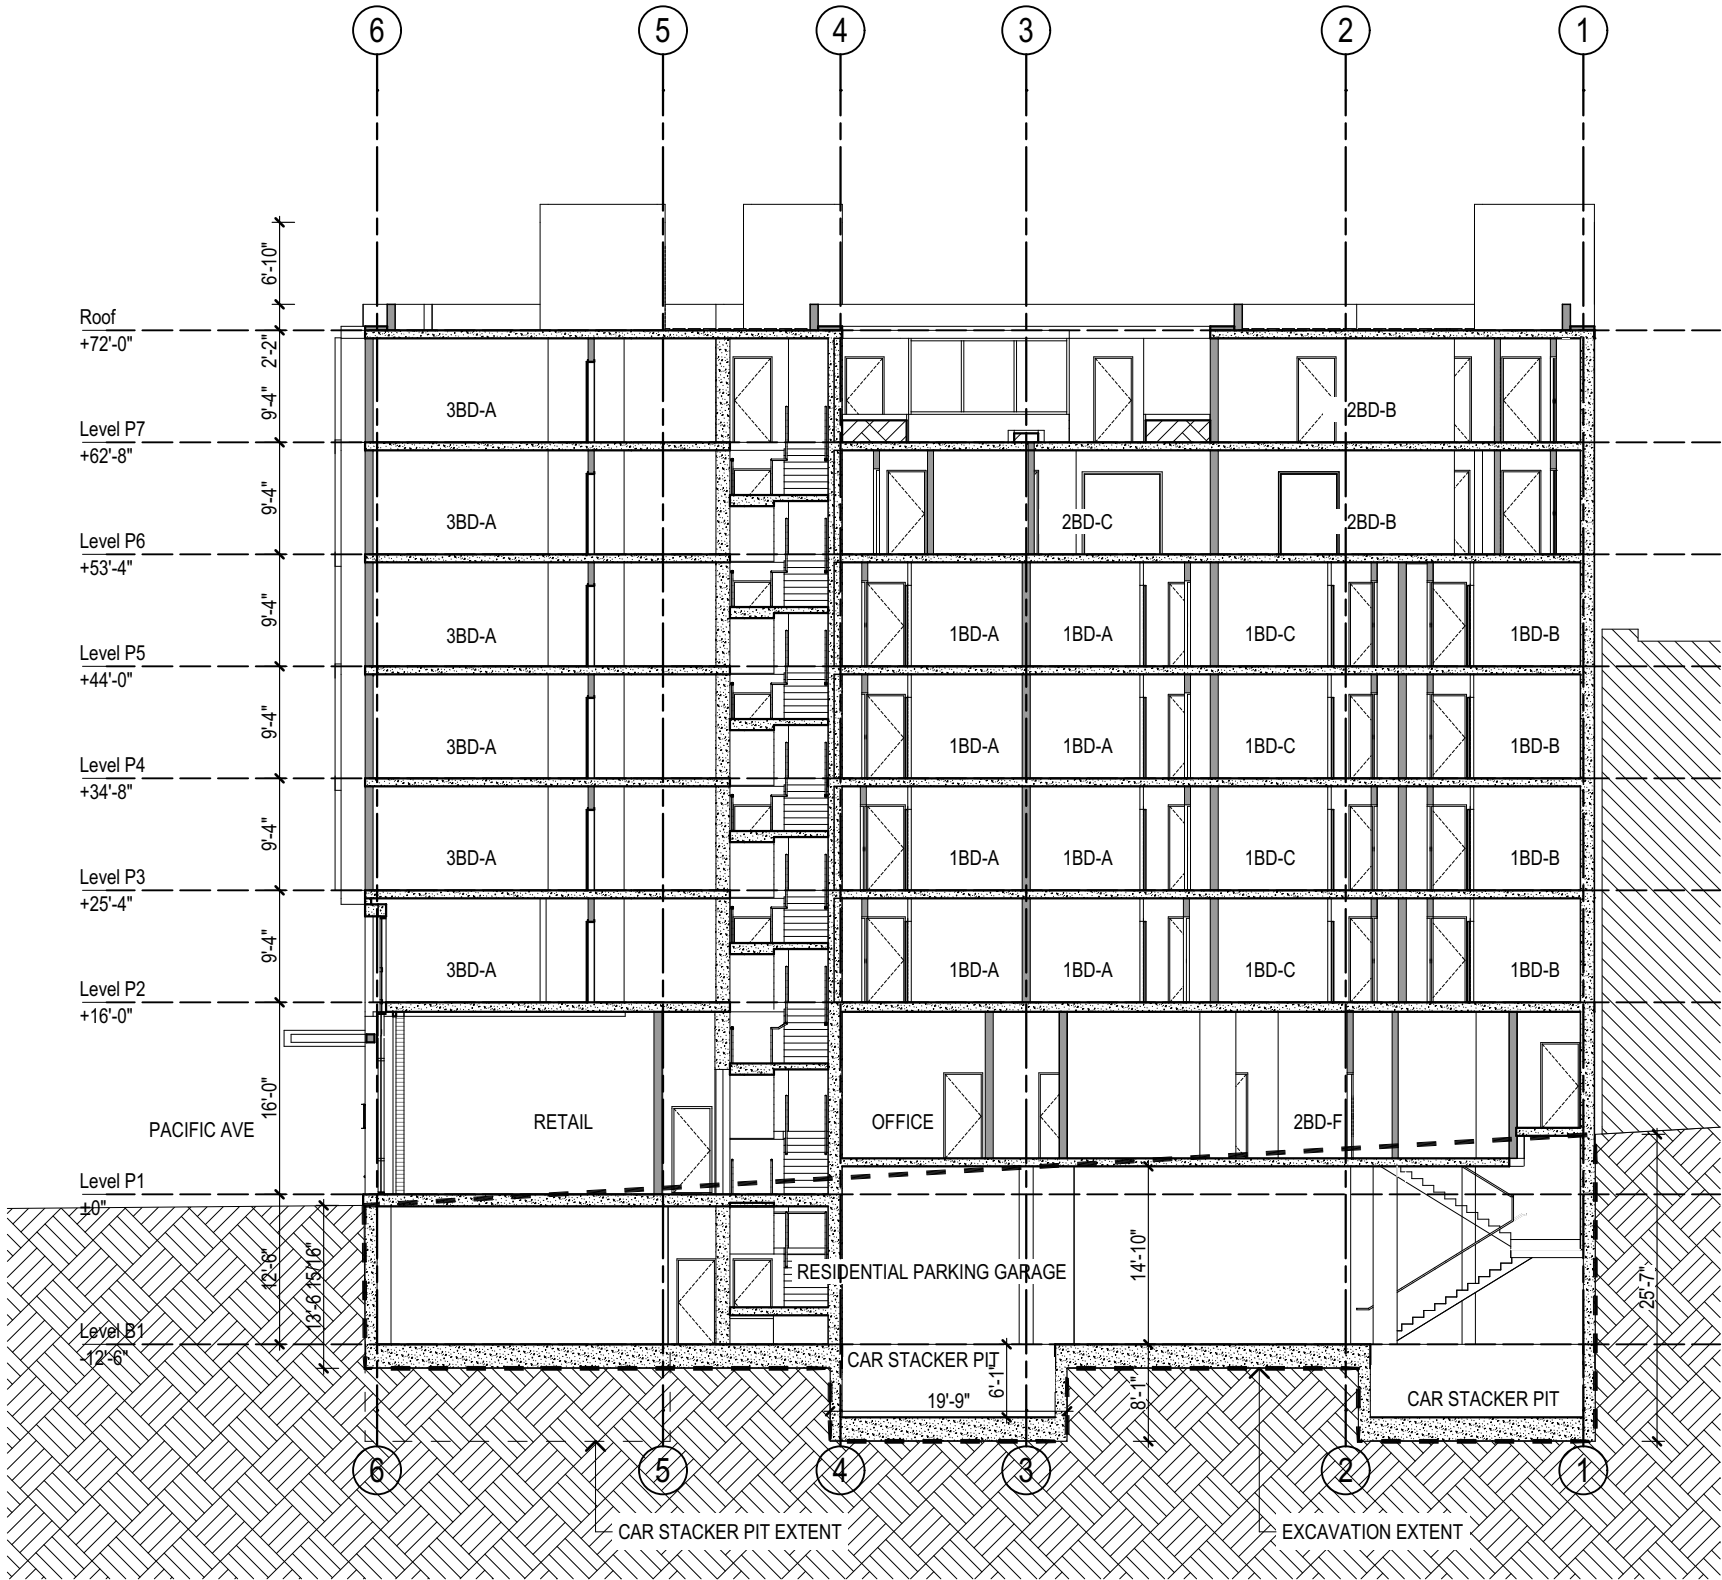 6 5 4 3 2 1
6'-10"
Roof
+72'-0"
2'-2"
9'-4"
3BD-A 2BD-B
Level P7
+62'-8"
9'-4"
3BD-A 2BD-C 2BD-B
Level P6
+53'-4"
9'-4"
3BD-A 1BD-A 1BD-A 1BD-C 1BD-B
Level P5
+44'-0"
9'-4"
3BD-A 1BD-A 1BD-A 1BD-C 1BD-B
Level P4
+34'-8"
9'-4"
3BD-A 1BD-A 1BD-A 1BD-C 1BD-B
Level P3
+25'-4"
9'-4"
3BD-A 1BD-A 1BD-A 1BD-C 1BD-B
Level P2
+16'-0"
16'-0"
PACIFIC AVE RETAIL OFFICE 2BD-F
Level P1
±0"
12'-6"
13'-6 15/16"
RESIDENTIAL PARKING GARAGE
14'-10"
25'-7"
Level B1
-12'-6"
CAR STACKER PIT
6'-1"
19'-9"
8'-1"
CAR STACKER PIT
6 5 4 3 2 1
CAR STACKER PIT EXTENT
EXCAVATION EXTENT